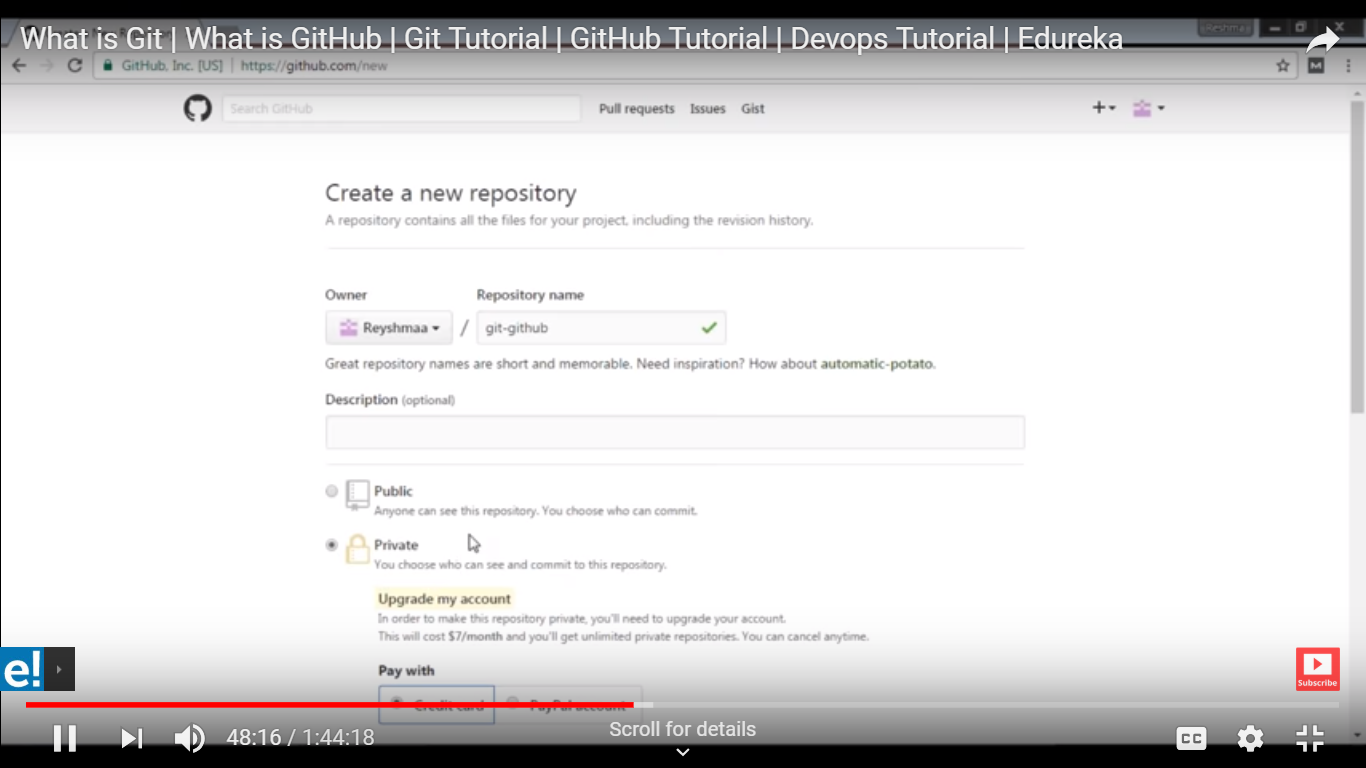 Reshmaa
What is Git | What is GitHub | Git Tutorial | GitHub Tutorial | Devops Tutorial | Edureka
GitHub, Inc. [US] | https://github.com/new
Search GitHub Pull requests Issues Gist
Create a new repository
A repository contains all the files for your project, including the revision history.
Owner Repository name
Reyshmaa / git-github
Great repository names are short and memorable. Need inspiration? How about automatic-potato.
Description (optional)
Public
Anyone can see this repository. You choose who can commit.
Private
You choose who can see and commit to this repository.
Upgrade my account
In order to make this repository private, you'll need to upgrade your account.
This will cost $7/month and you'll get unlimited private repositories. You can cancel anytime.
e!
Subscribe
Pay with
Credit card PayPal account
Scroll for details
48:16 / 1:44:18
CC